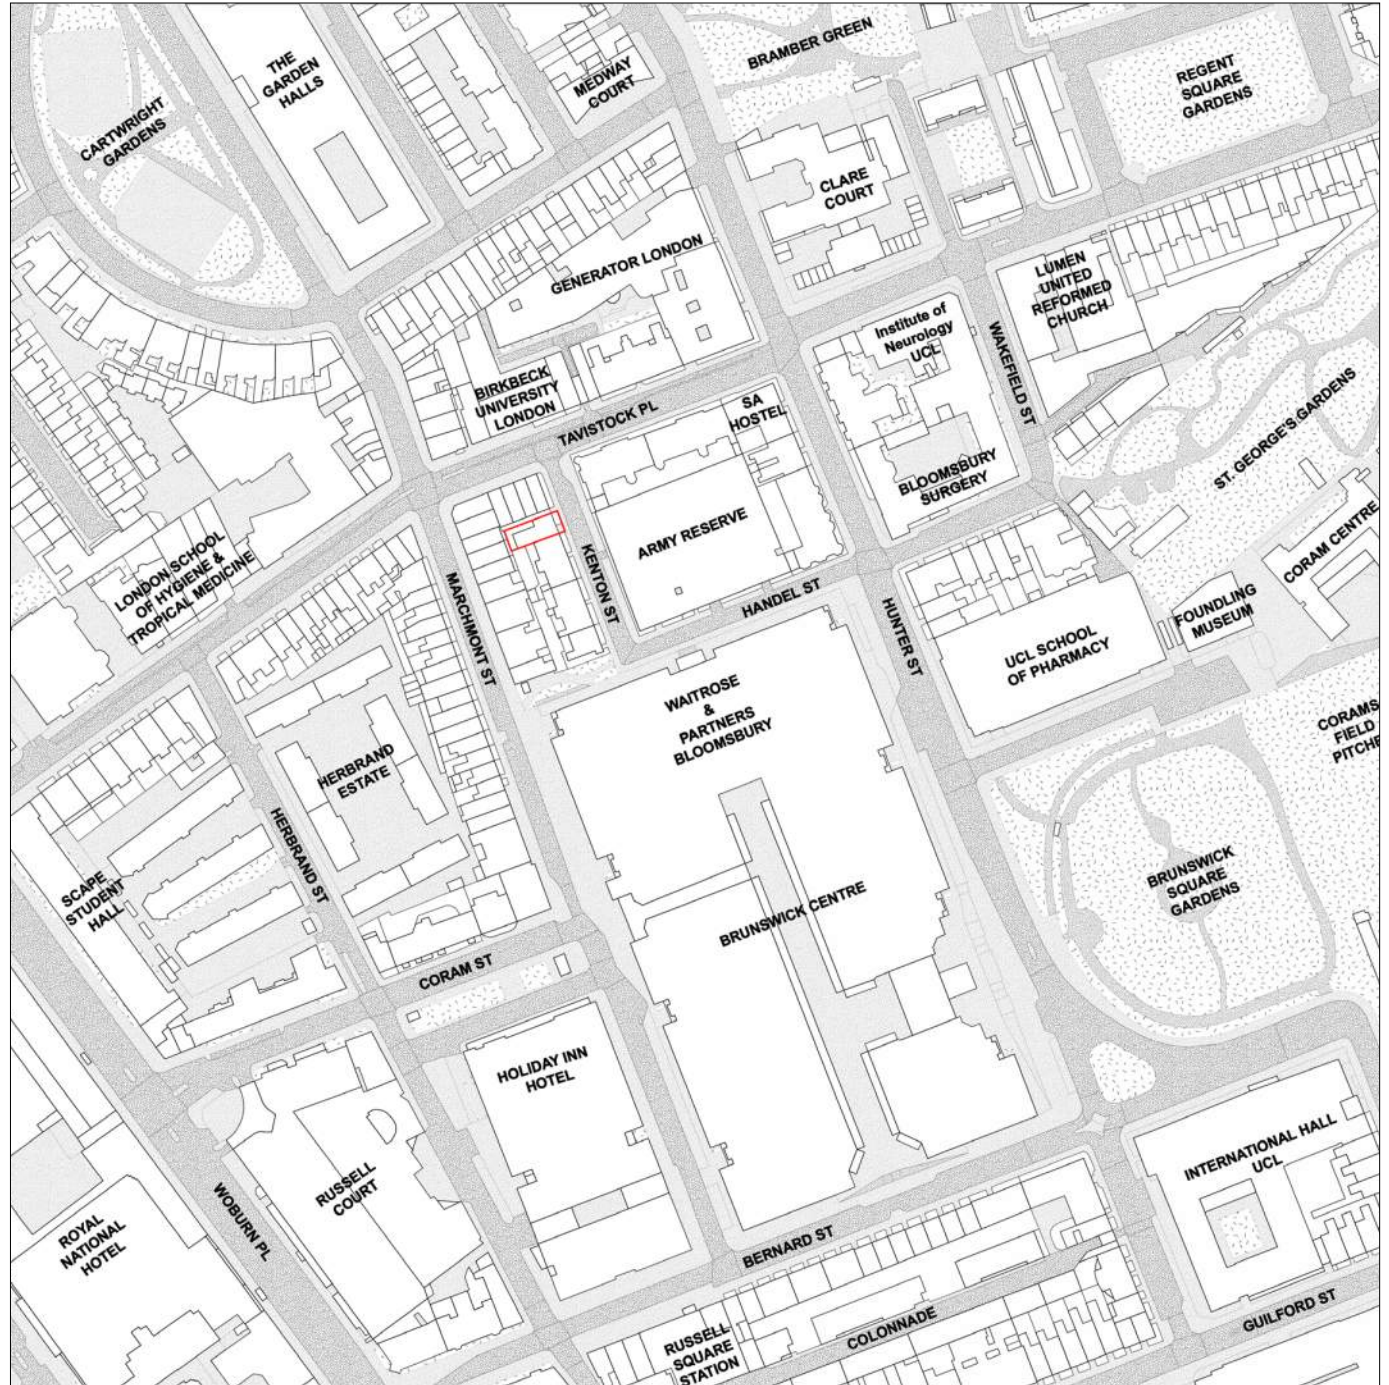 BRAMBER GREEN
THE
GARDEN
HALLS
MEDWAY
COURT
REGENT
SQUARE
GARDENS
CARTWRIGHT
GARDENS
CLARE
COURT
GENERATOR LONDON
LUMEN
UNITED
REFORMED
CHURCH
Institute of
Neurology
UCL
WAKEFIELD ST
BIRKBECK
UNIVERSITY
LONDON
TAVISTOCK PL
SA
HOSTEL
ST. GEORGE'S GARDENS
BLOOMSBURY
SURGERY
ARMY RESERVE
CORAM CENTRE
LONDON SCHOOL
OF HYGIENE &
TROPICAL MEDICINE
KENTON ST
MARCHMONT ST
HANDEL ST
HUNTER ST
FOUNDLING
MUSEUM
UCL SCHOOL
OF PHARMACY
WAITROSE
&
PARTNERS
BLOOMSBURY
CORAMS
FIELD
PITCHE
HERBRAND
ESTATE
HERBRAND ST
SCAPE
STUDENT
HALL
BRUNSWICK
SQUARE
GARDENS
BRUNSWICK CENTRE
CORAM ST
HOLIDAY INN
HOTEL
RUSSELL
COURT
INTERNATIONAL HALL
UCL
WOBURN PL
ROYAL
NATIONAL
HOTEL
BERNARD ST
COLONNADE
GUILFORD ST
RUSSELL
SQUARE
STATION